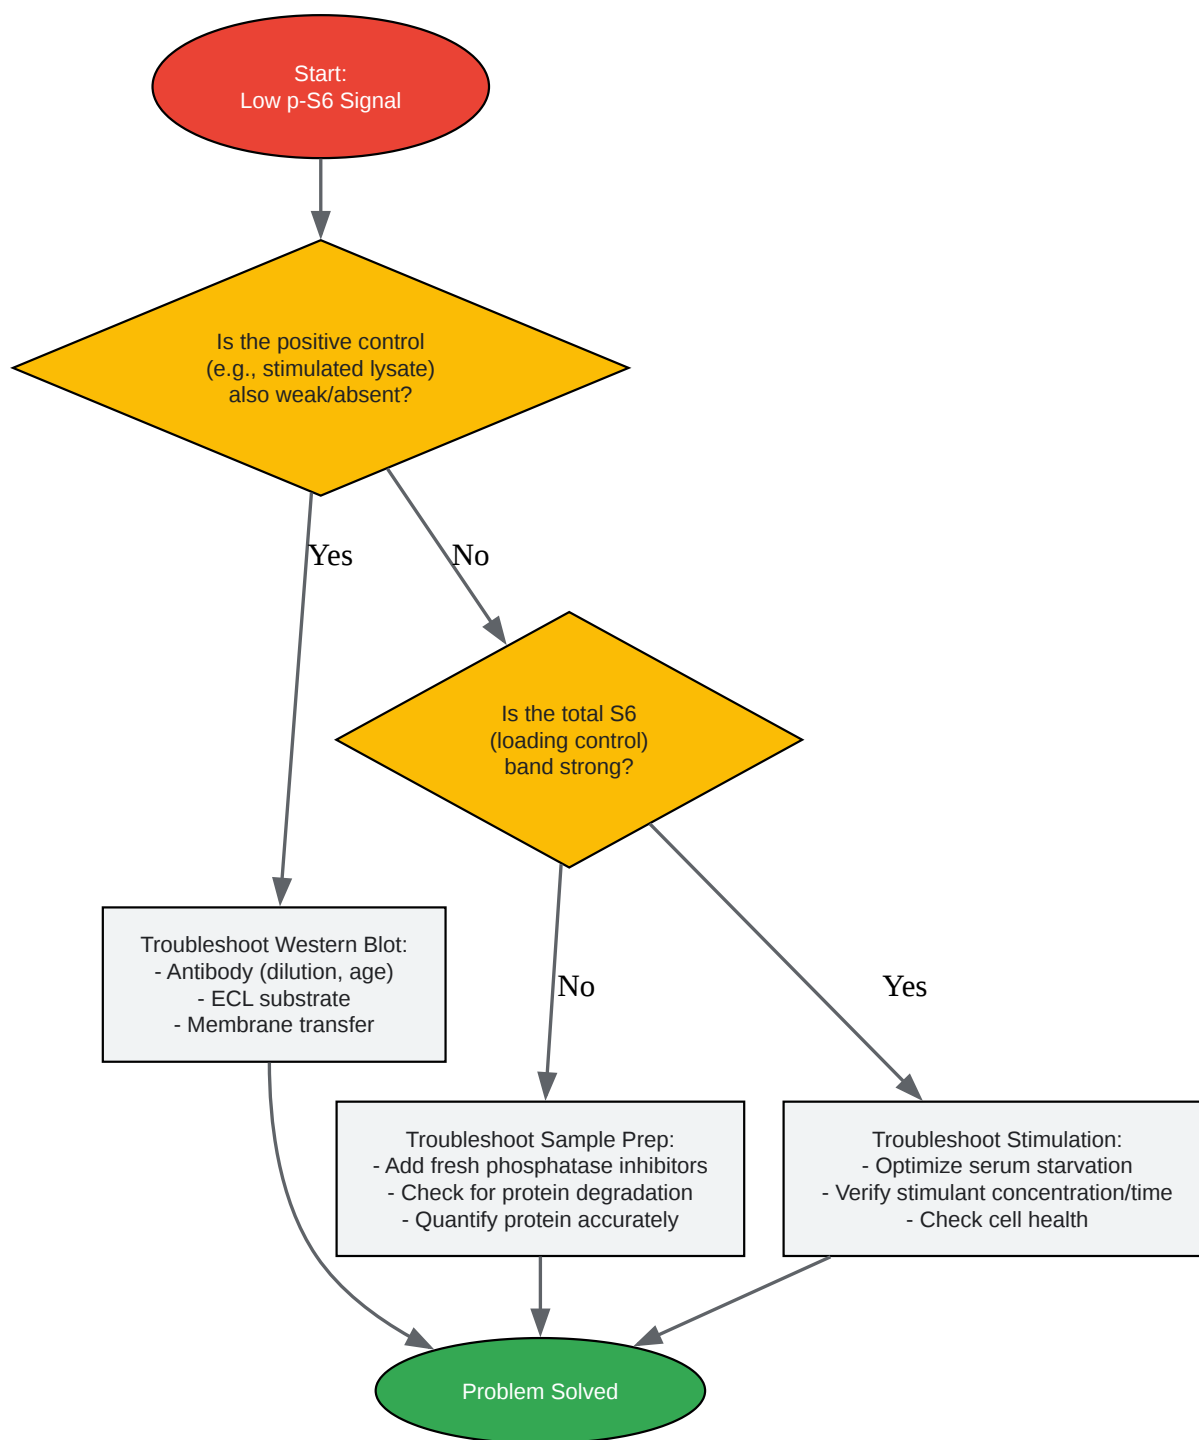 Start:
Low p-S6 Signal
Is the positive control
(e.g., stimulated lysate)
also weak/absent?
Yes
No
Is the total S6
(loading control)
band strong?
Troubleshoot Western Blot:
- Antibody (dilution, age)
- ECL substrate
- Membrane transfer
No
Yes
Troubleshoot Sample Prep:
- Add fresh phosphatase inhibitors
- Check for protein degradation
- Quantify protein accurately
Troubleshoot Stimulation:
- Optimize serum starvation
- Verify stimulant concentration/time
- Check cell health
Problem Solved